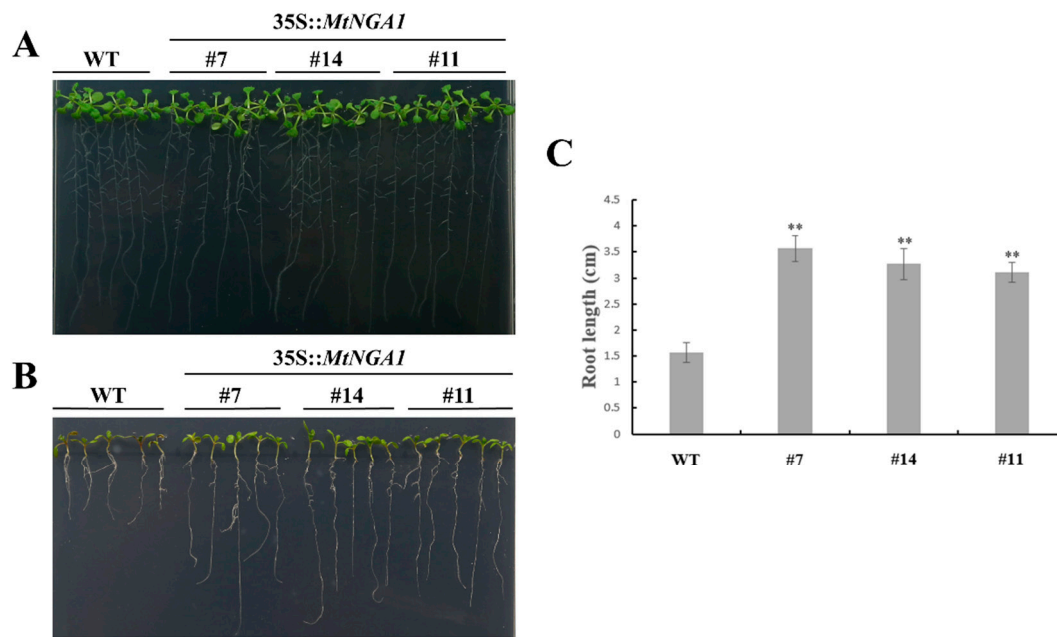 A
35S::MtNGA1
WT #7 #14 #11
B
35S::MtNGA1
WT #7 #14 #11
C
Root length (cm)
4.5
4
3.5
3
2.5
2
1.5
1
0.5
0
** ** **
WT #7 #14 #11